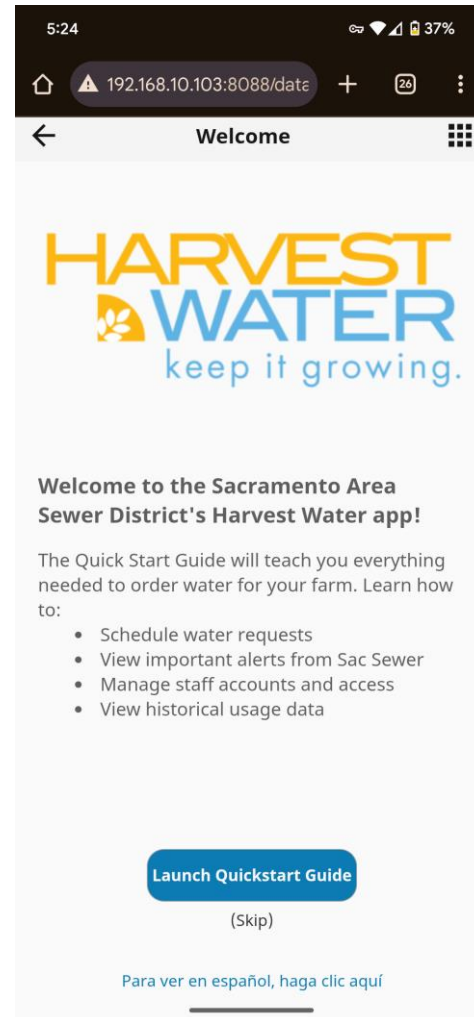 5:24
37%
192.168.10.103:8088/data
26
Welcome
HARVEST
WATER
keep it growing.
Welcome to the Sacramento Area
Sewer District's Harvest Water app!
The Quick Start Guide will teach you everything
needed to order water for your farm. Learn how
to:
• Schedule water requests
• View important alerts from Sac Sewer
• Manage staff accounts and access
• View historical usage data
Launch Quickstart Guide
(Skip)
Para ver en español, haga clic aquí